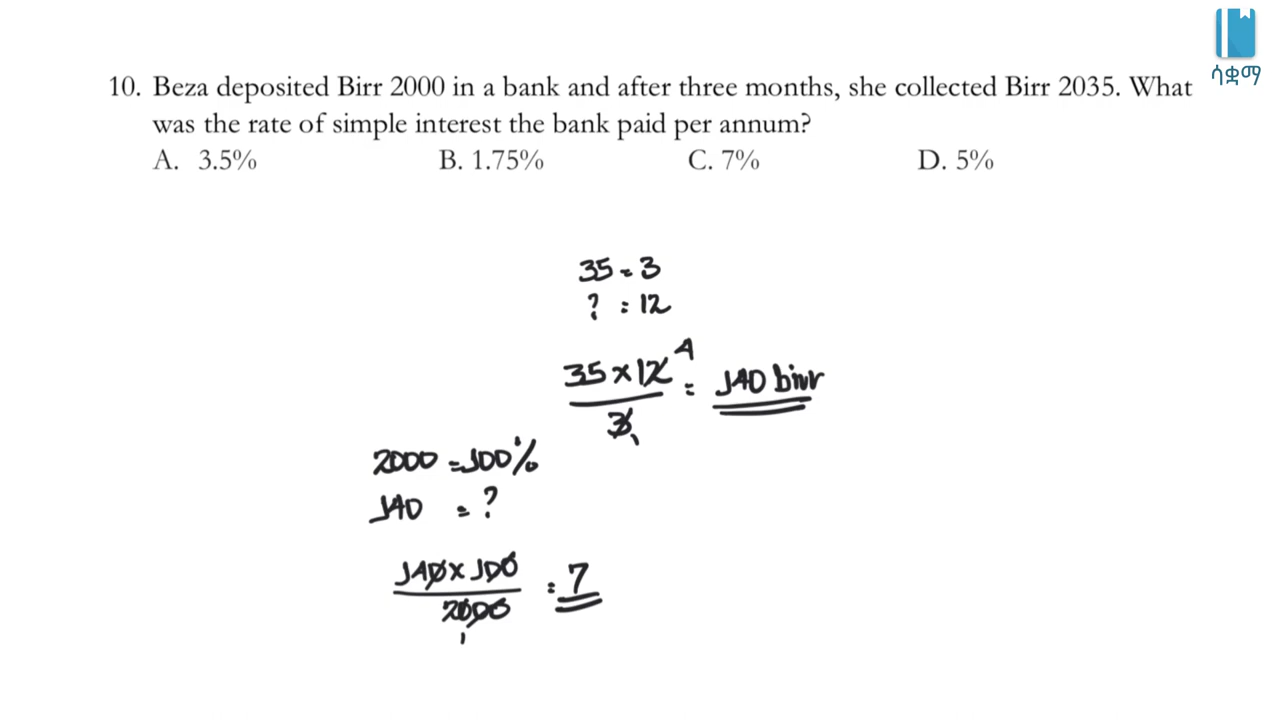 ሳቋማ
10. Beza deposited Birr 2000 in a bank and after three months, she collected Birr 2035. What
was the rate of simple interest the bank paid per annum?
A. 3.5% B. 1.75% C. 7% D. 5%
35 = 3
? = 12
35 x 12 4
3 1
= 140 birr
2000 = 100%
140 = ?
140 x 100
2000
1
= 7